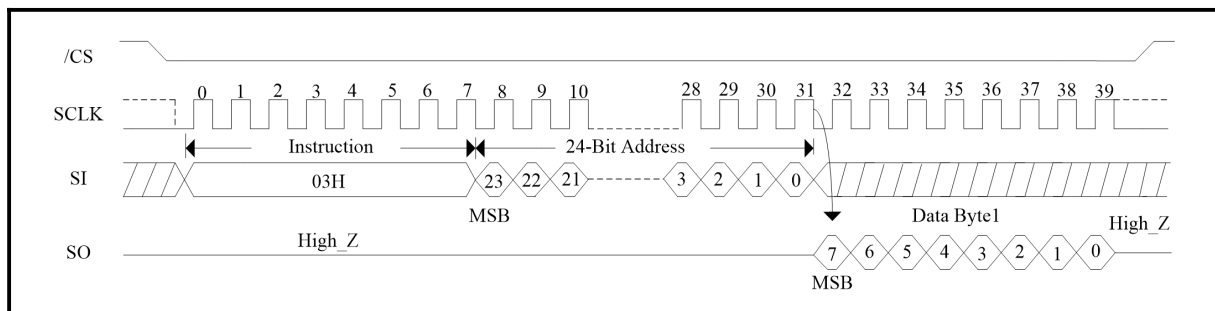 /CS
0 1 2 3 4 5 6 7 8 9 10 28 29 30 31 32 33 34 35 36 37 38 39
SCLK
Instruction 24-Bit Address
SI 03H 23 22 21 3 2 1 0
MSB Data Byte1 High_Z
High_Z
SO 7 6 5 4 3 2 1 0
MSB